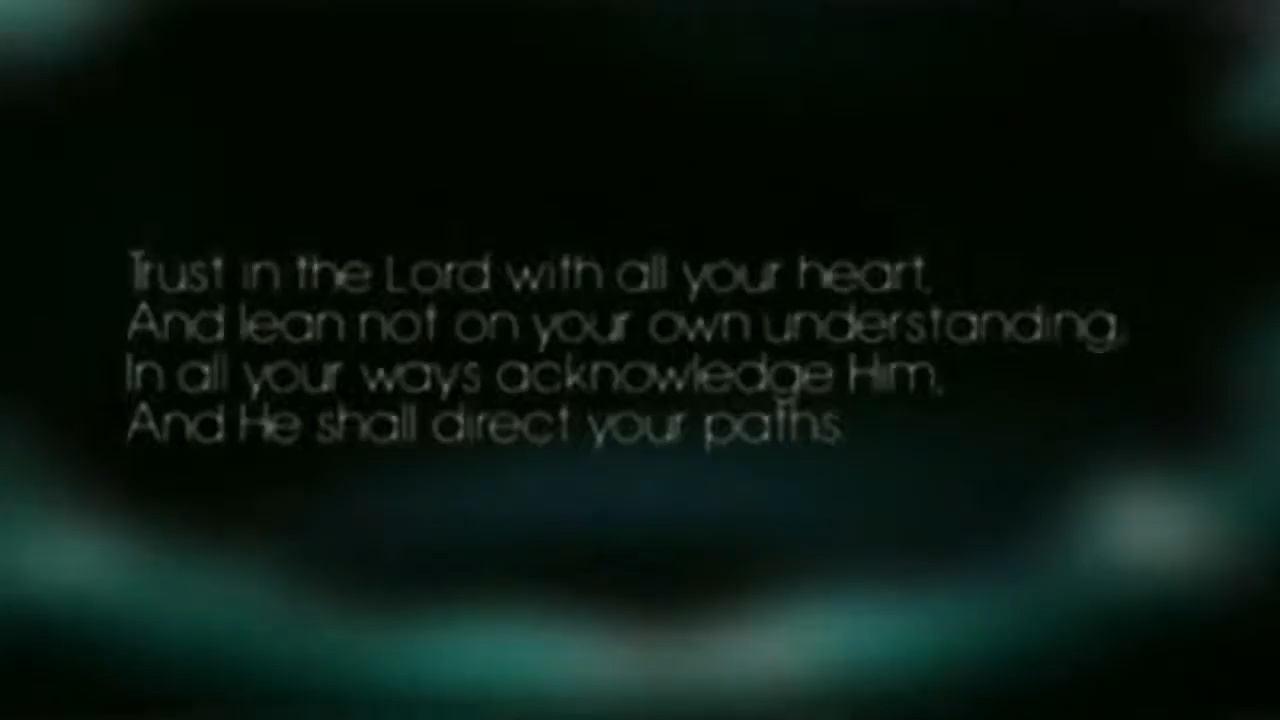 Trust in the Lord with all your heart,
And lean not on your own understanding,
In all your ways acknowledge Him,
And He shall direct your paths.